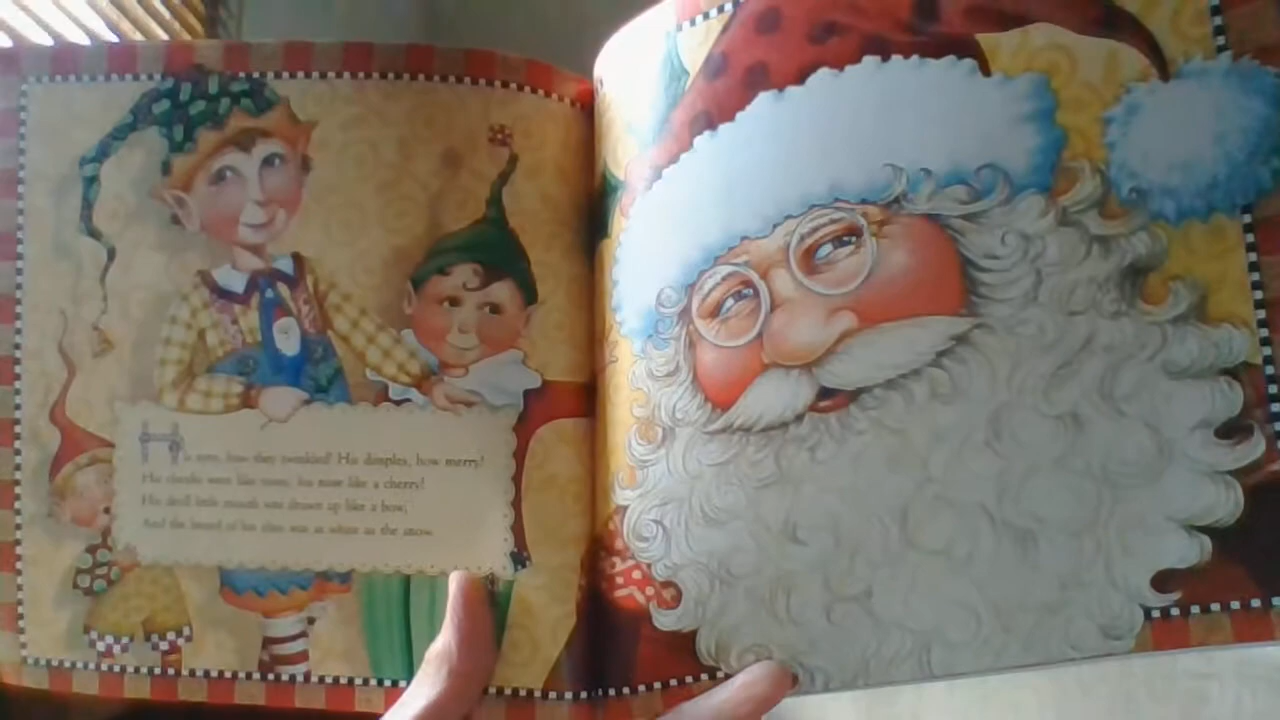 His eyes, how they twinkled! His dimples, how merry!
His cheeks were like roses, his nose like a cherry!
His droll little mouth was drawn up like a bow,
And the beard of his chin was as white as the snow.